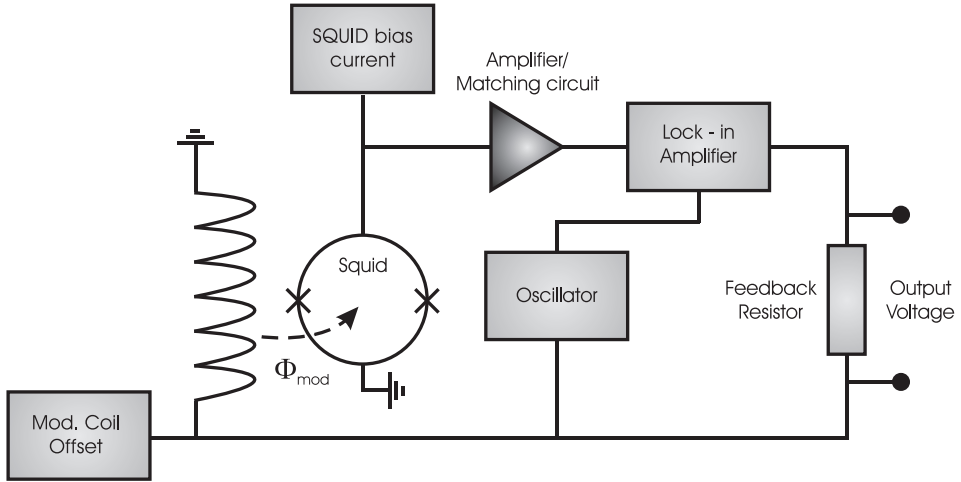 SQUID bias
current
Amplifier/
Matching circuit
Lock - in
Amplifier
Squid
Oscillator
Feedback
Resistor
Output
Voltage
Φmod
Mod. Coil
Offset